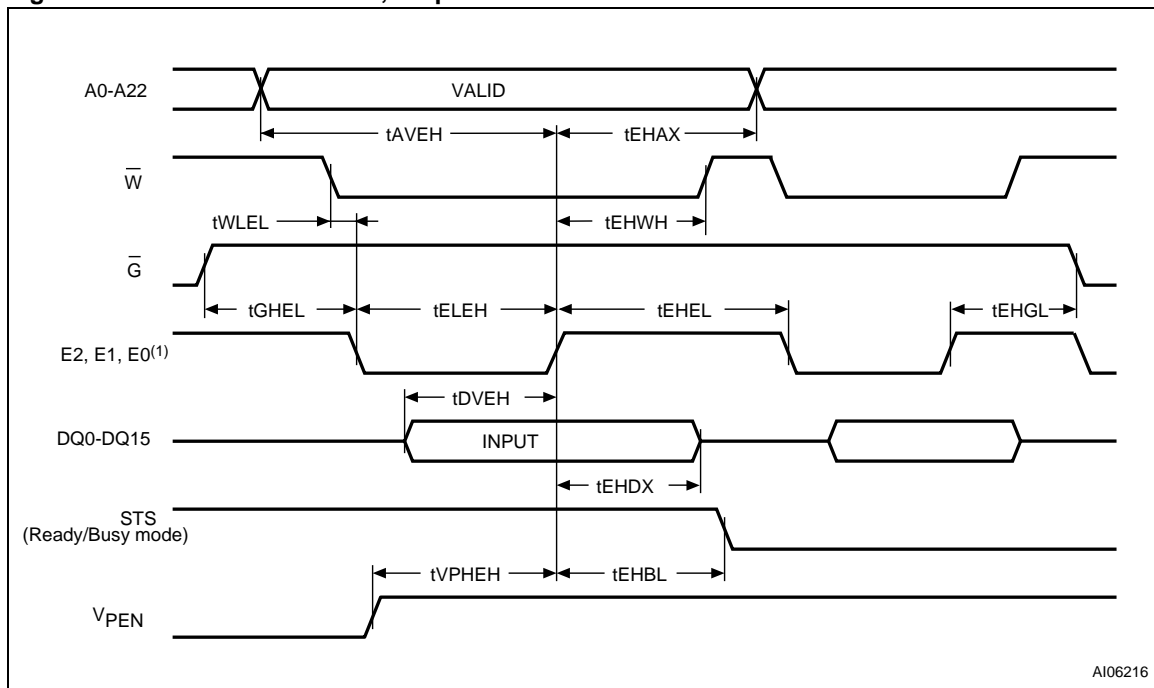 A0-A22
VALID
tAVEH
tEHAX
W
tWLEL
tEHWH
G
tGHEL
tELEH
tEHEL
tEHGL
E2, E1, E0(1)
tDVEH
DQ0-DQ15
INPUT
tEHDX
STS
(Ready/Busy mode)
tVPHEH
tEHBL
VPEN
AI06216